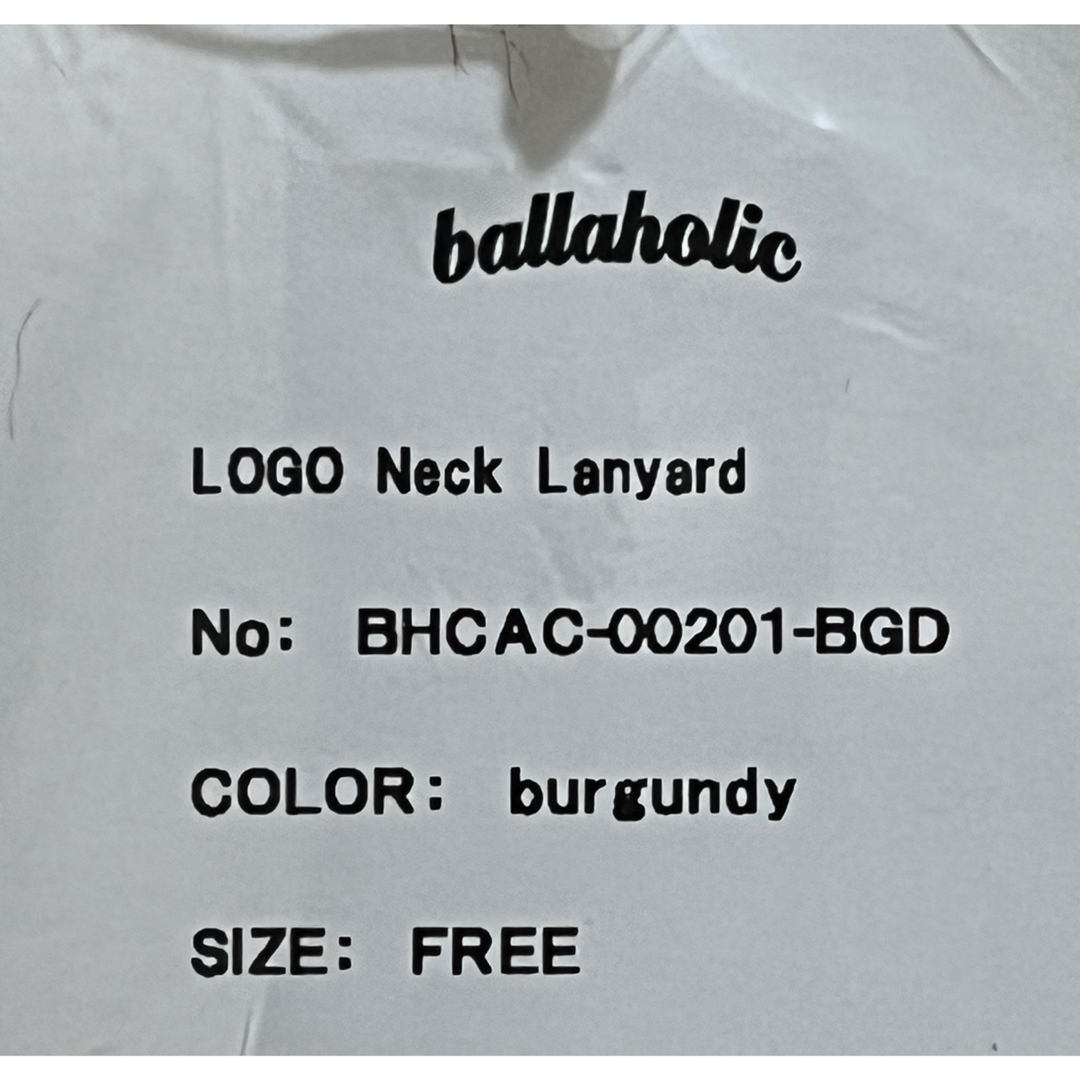 ballaholic
LOGO Neck Lanyard
No: BHCAC-00201-BGD
COLOR: burgundy
SIZE: FREE